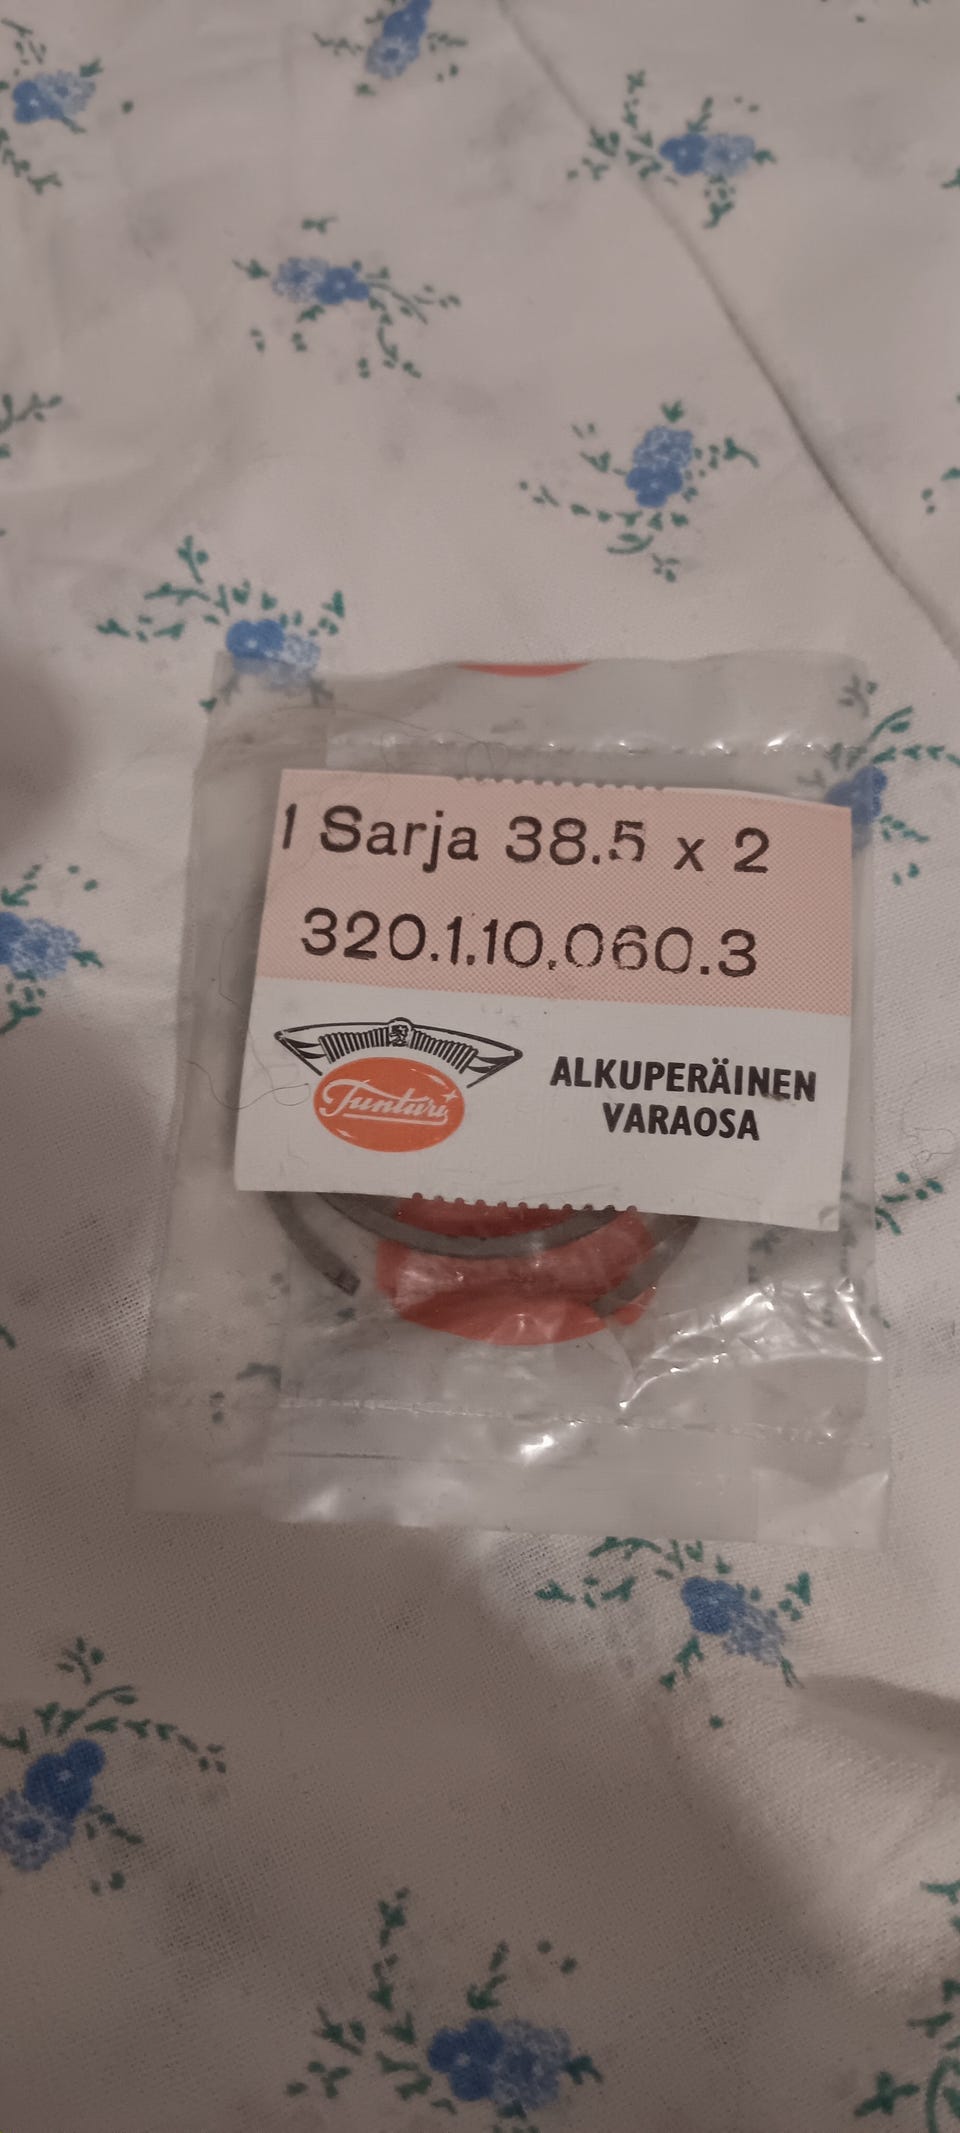 1 Sarja 38.5 x 2
320.1.10.060.3
Tunturi
ALKUPERÄINEN
VARAOSA